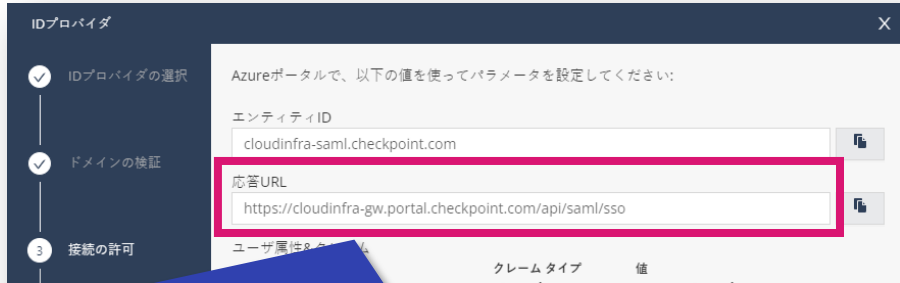 IDプロバイダ
X
IDプロバイダの選択
Azureポータルで、以下の値を使ってパラメータを設定してください:
エンティティID
cloudinfra-saml.checkpoint.com
ドメインの検証
応答URL
https://cloudinfra-gw.portal.checkpoint.com/api/saml/sso
3 接続の許可
ユーザ属性&
クレーム タイプ 値